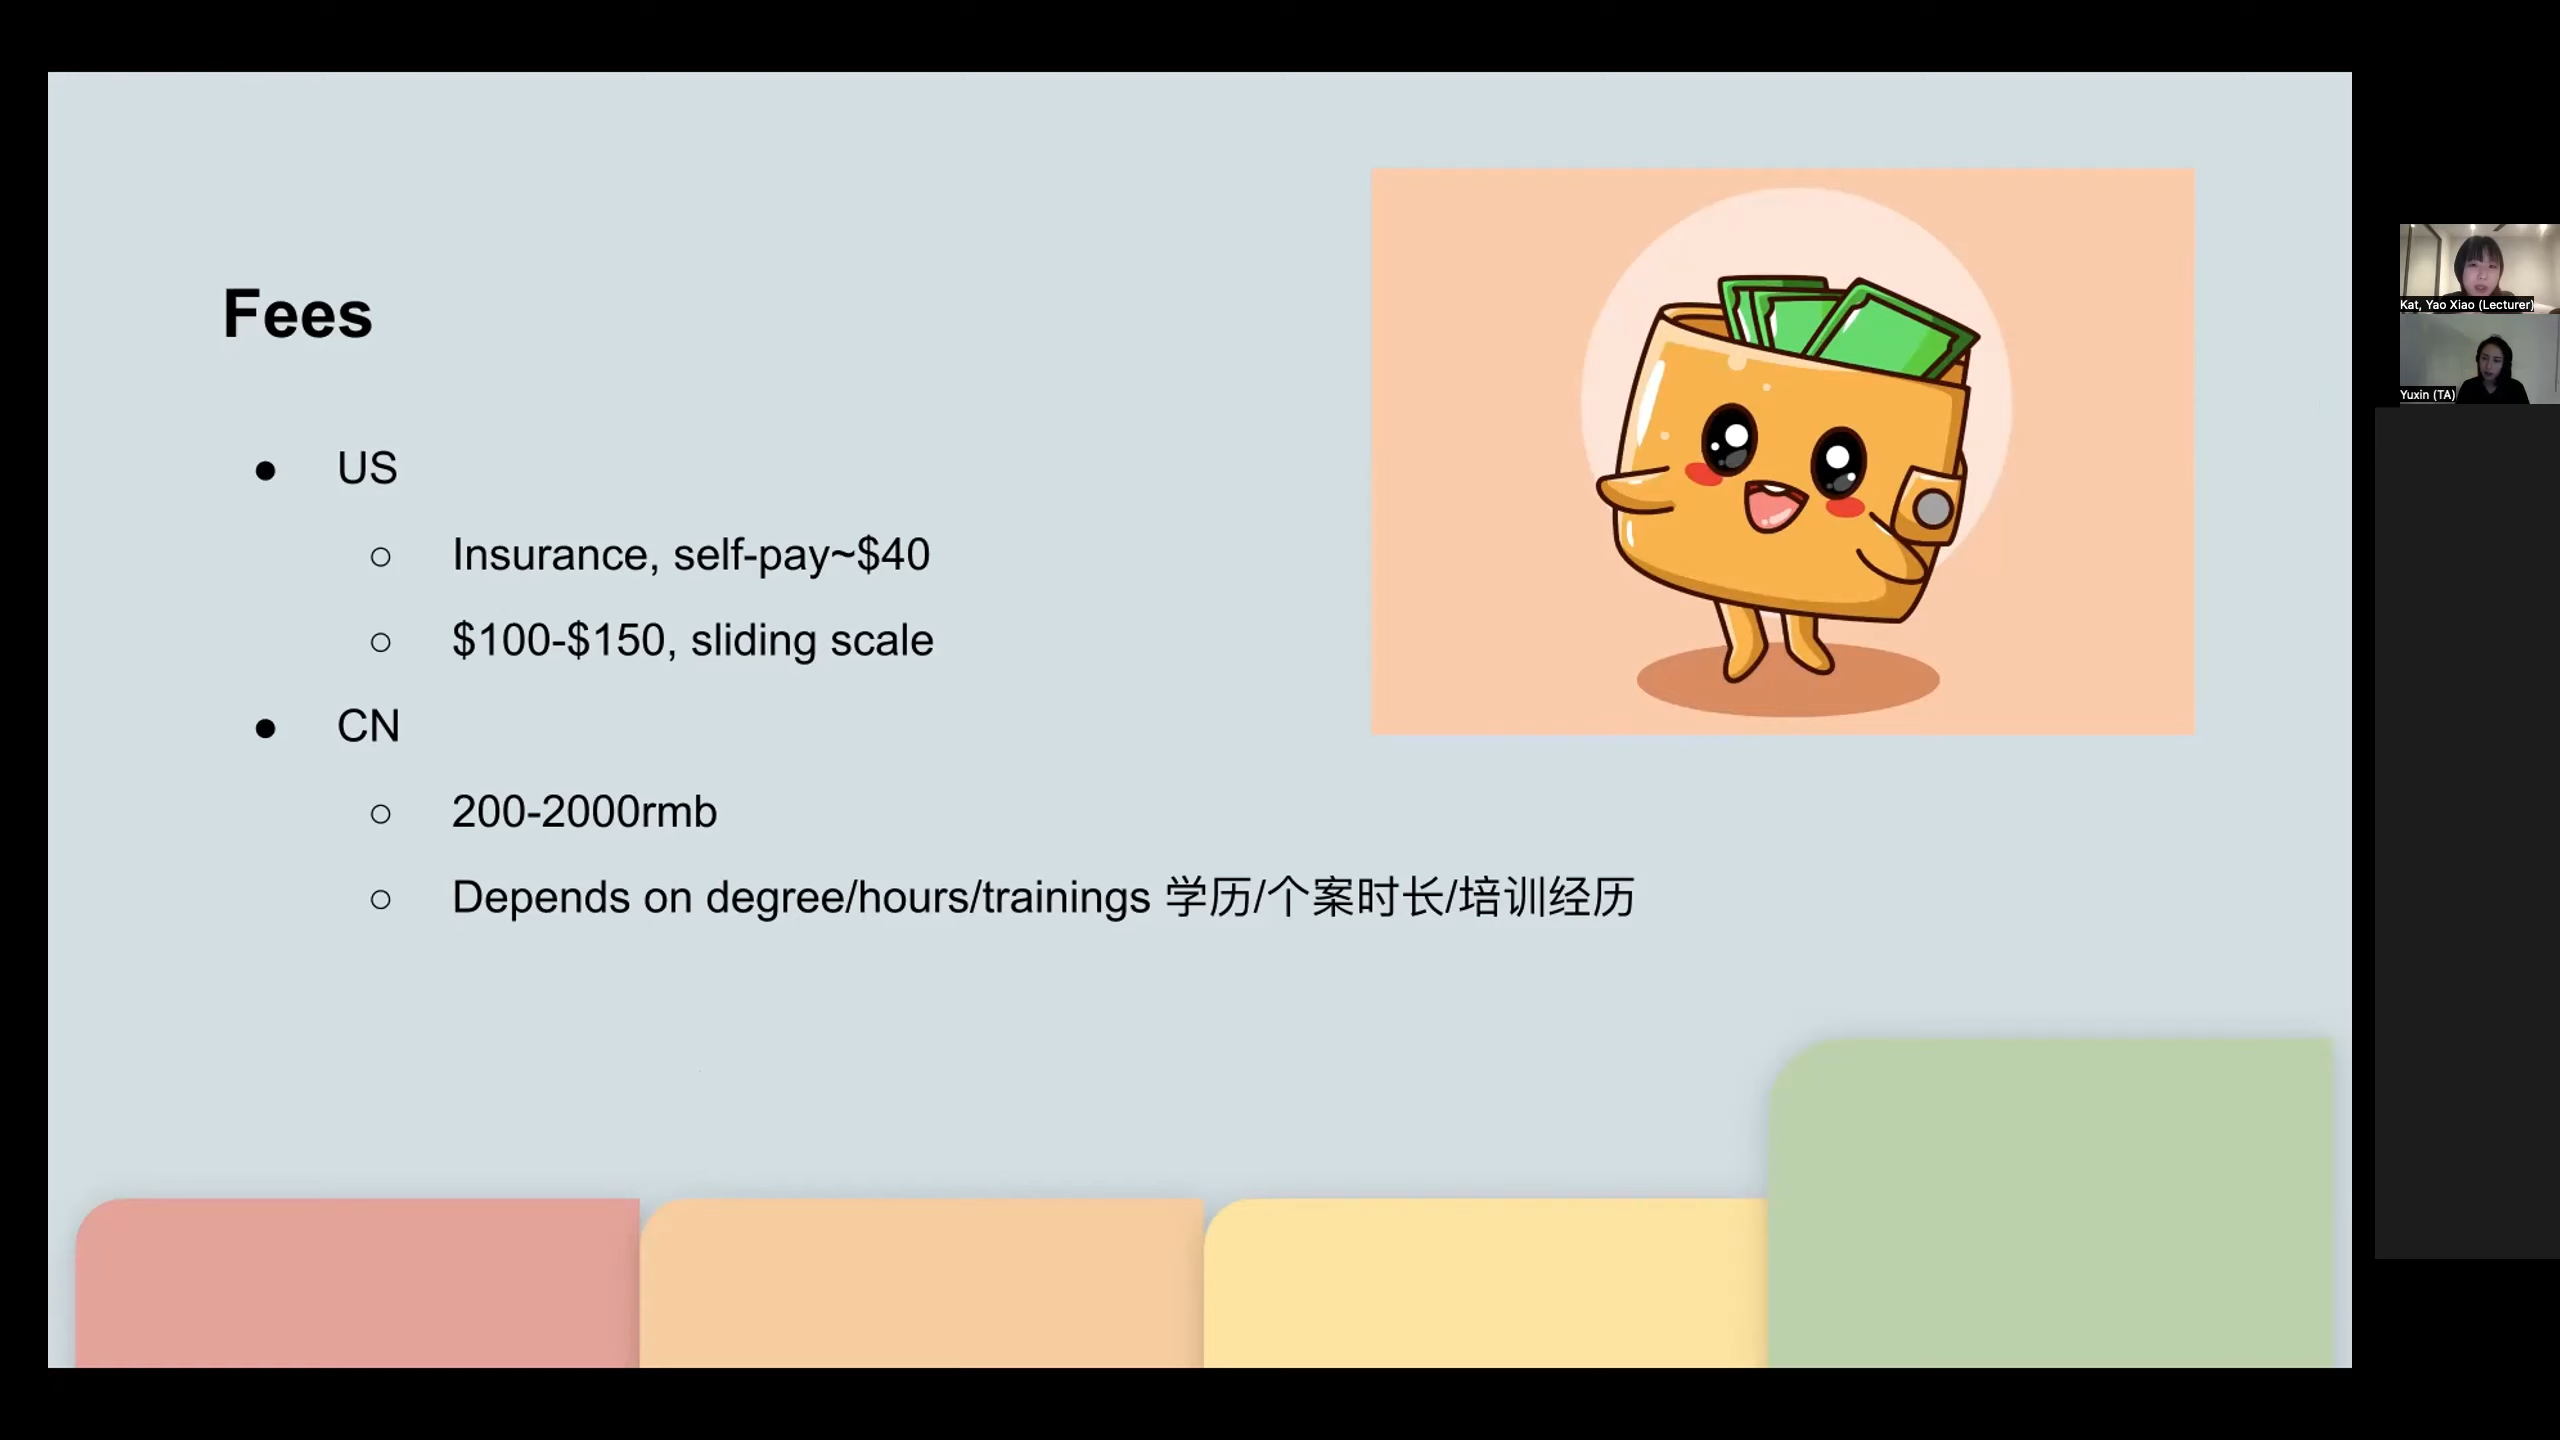 Fees
● US
○ Insurance, self-pay~$40
○ $100-$150, sliding scale
● CN
○ 200-2000rmb
○ Depends on degree/hours/trainings 学历/个案时长/培训经历
Kat, Yao Xiao (Lecturer)
Yuxin (TA)